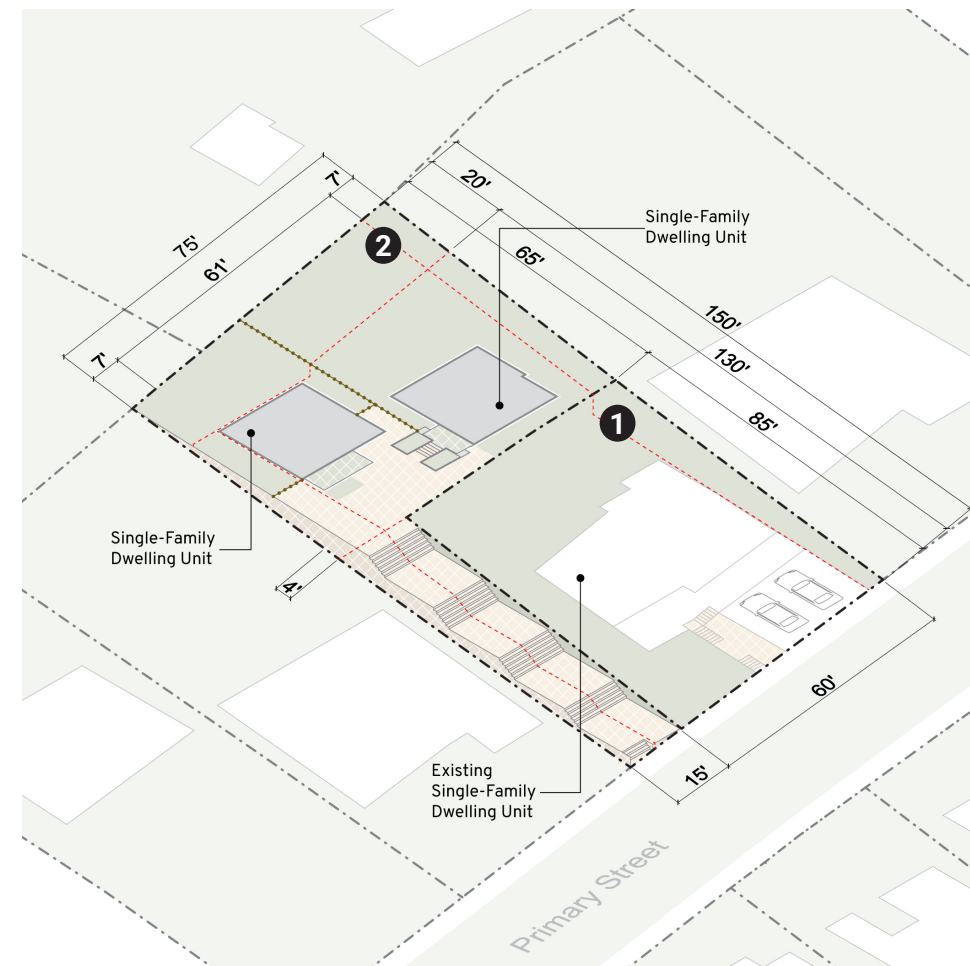 7'
20'
75'
61'
2
Single-Family
Dwelling Unit
65'
150'
130'
7'
85'
1
Single-Family
Dwelling Unit
4'
60'
15'
Existing
Single-Family
Dwelling Unit
Primary Street